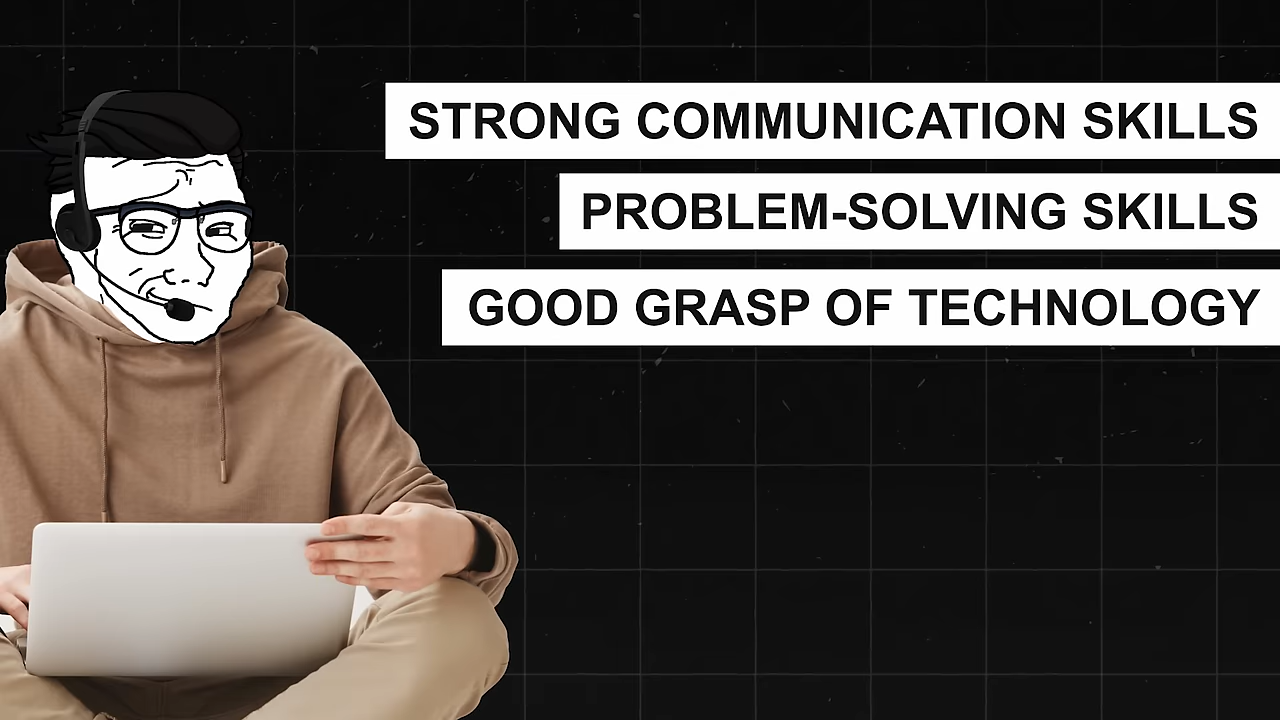 STRONG COMMUNICATION SKILLS
PROBLEM-SOLVING SKILLS
GOOD GRASP OF TECHNOLOGY